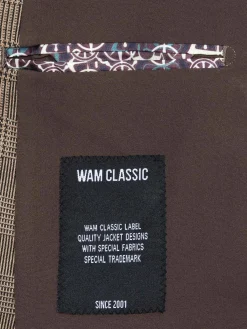 WAM CLASSIC
WAM CLASSIC LABEL
QUALITY JACKET DESIGNS
WITH SPECIAL FABRICS
SPECIAL TRADEMARK
SINCE 2001